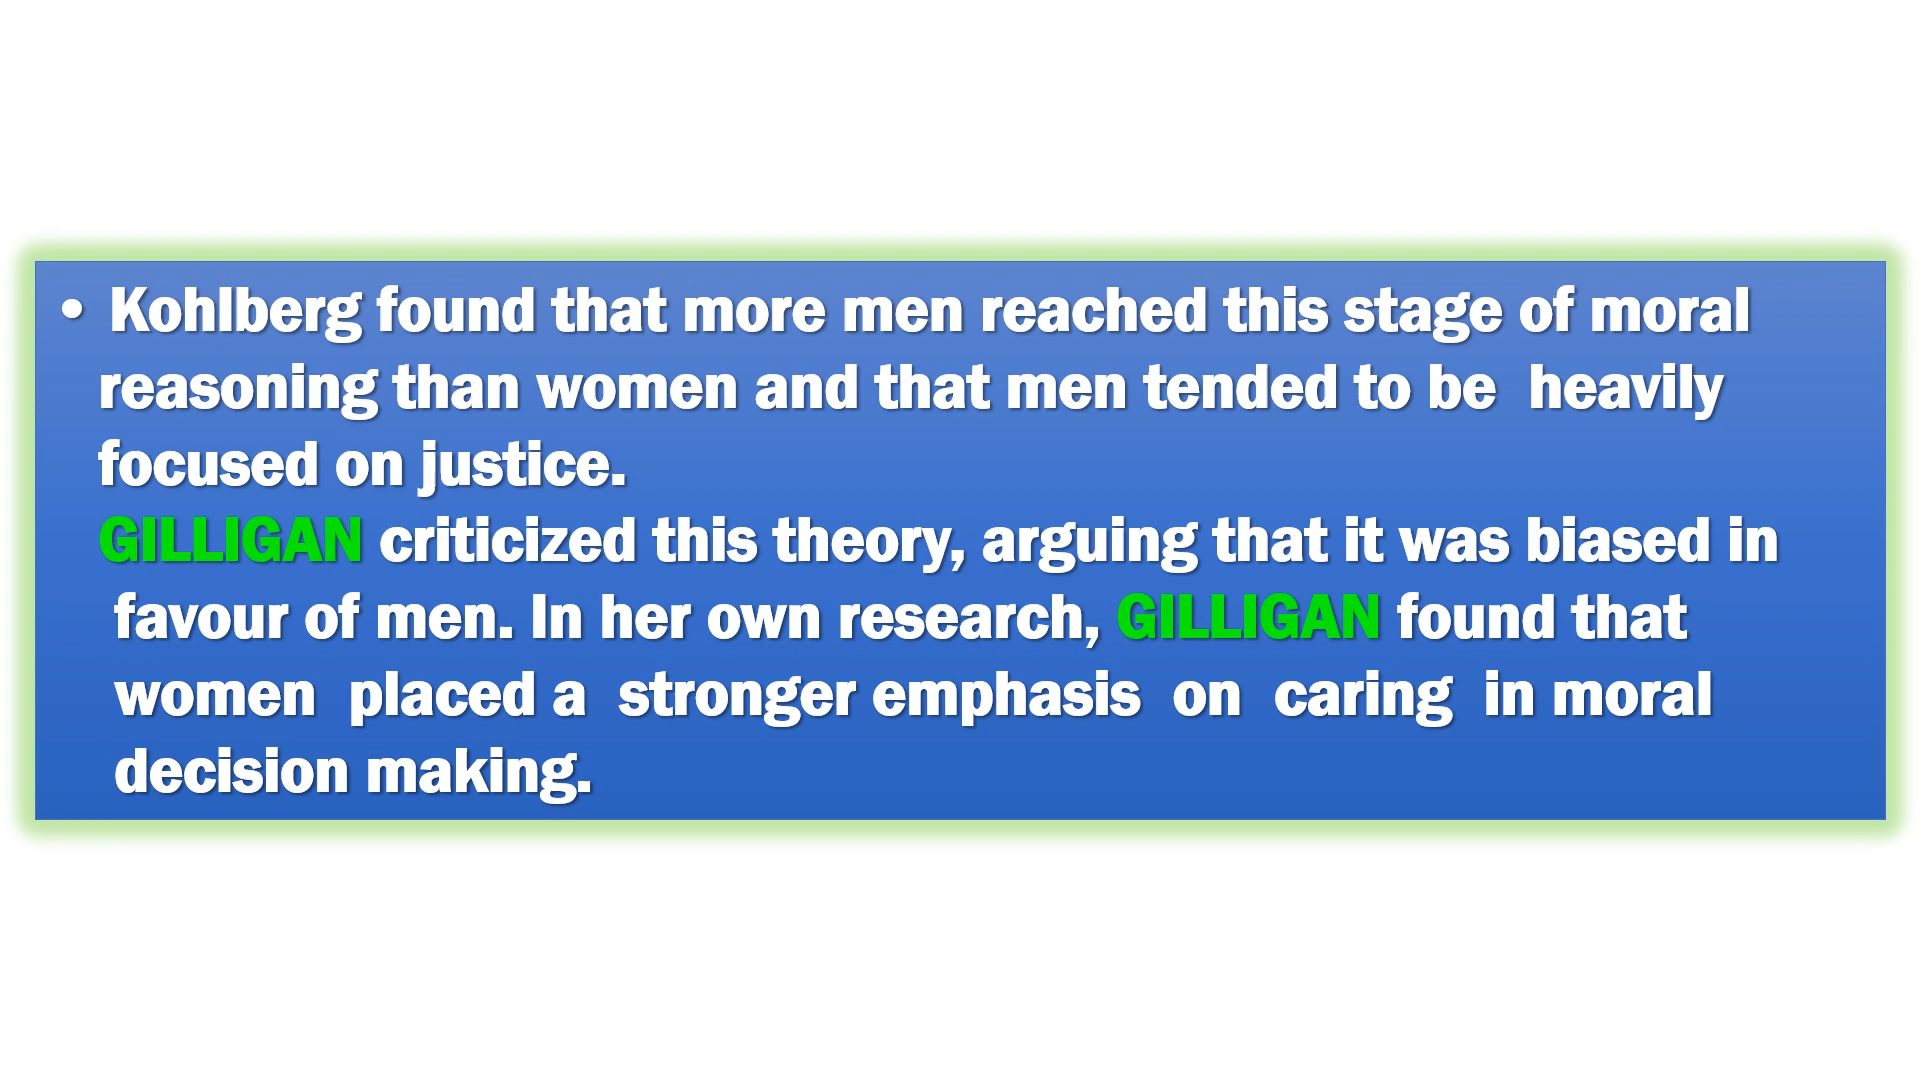 • Kohlberg found that more men reached this stage of moral
reasoning than women and that men tended to be heavily
focused on justice.
GILLIGAN criticized this theory, arguing that it was biased in
favour of men. In her own research, GILLIGAN found that
women placed a stronger emphasis on caring in moral
decision making.